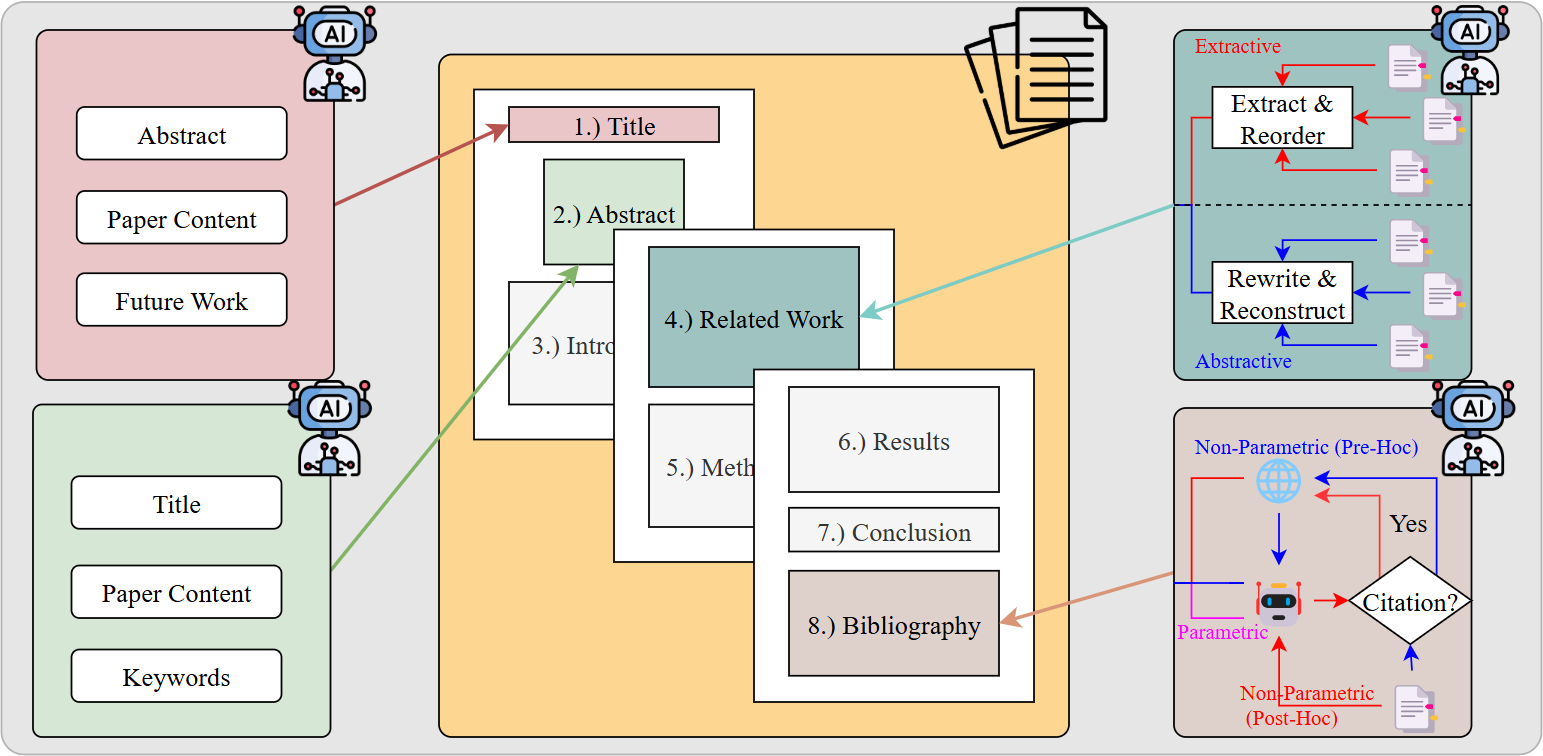 AI
Abstract
Paper Content
Future Work
AI
Title
Paper Content
Keywords
1.) Title
2.) Abstract
3.) Intro
4.) Related Work
5.) Meth
6.) Results
7.) Conclusion
8.) Bibliography
AI
Extractive
Extract &
Reorder
Rewrite &
Reconstruct
Abstractive
AI
Non-Parametric (Pre-Hoc)
Yes
Citation?
Parametric
Non-Parametric
(Post-Hoc)